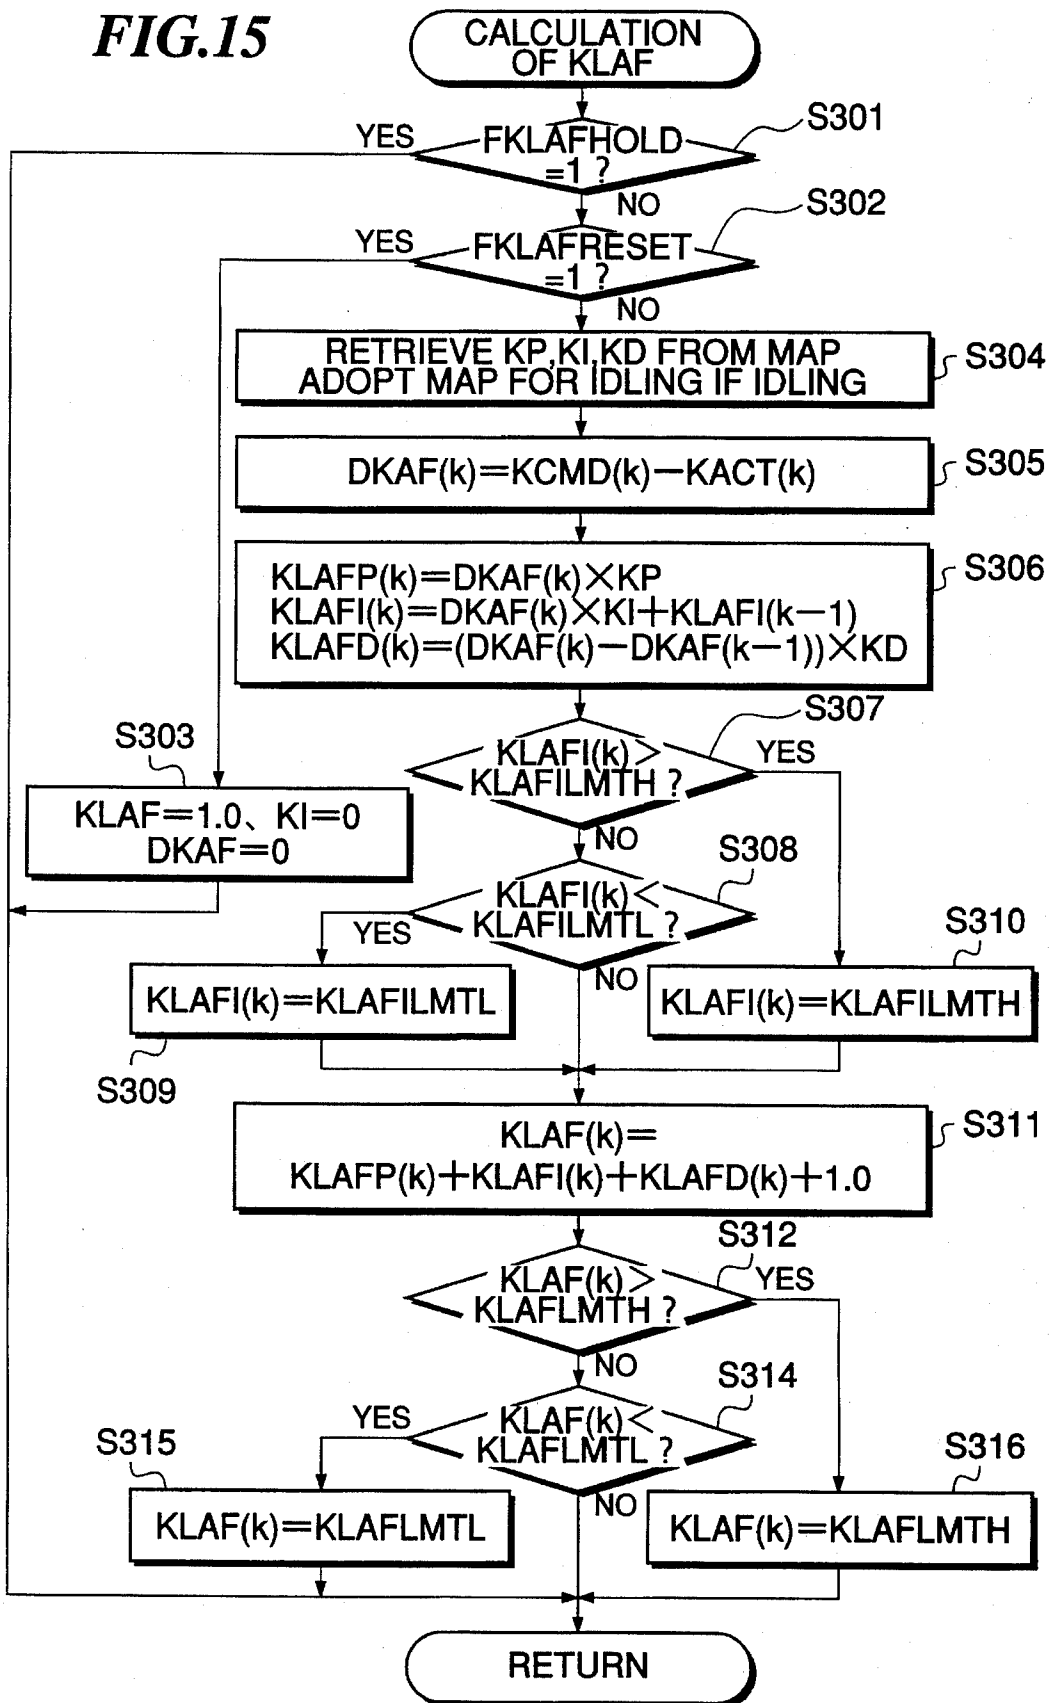 FIG.15
CALCULATION
OF KLAF
S301
YES
FKLAFHOLD
=1 ?
NO
S302
YES
FKLAFRESET
=1 ?
NO
RETRIEVE KP,KI,KD FROM MAP
ADOPT MAP FOR IDLING IF IDLING
S304
DKAF(k)=KCMD(k)−KACT(k)
S305
KLAFP(k)=DKAF(k)×KP
KLAFI(k)=DKAF(k)×KI+KLAFI(k−1)
KLAFD(k)=(DKAF(k)−DKAF(k−1))×KD
S306
S307
KLAFI(k)>
KLAFILMTH ?
YES
NO
S303
KLAF=1.0、KI=0
DKAF=0
S308
KLAFI(k)<
KLAFILMTL ?
YES
NO
S310
KLAFI(k)=KLAFILMTL
KLAFI(k)=KLAFILMTH
S309
KLAF(k)=
KLAFP(k)+KLAFI(k)+KLAFD(k)+1.0
S311
S312
KLAF(k)>
KLAFLMTH ?
YES
NO
S314
YES
KLAF(k)<
KLAFLMTL ?
NO
S315
S316
KLAF(k)=KLAFLMTL
KLAF(k)=KLAFLMTH
RETURN